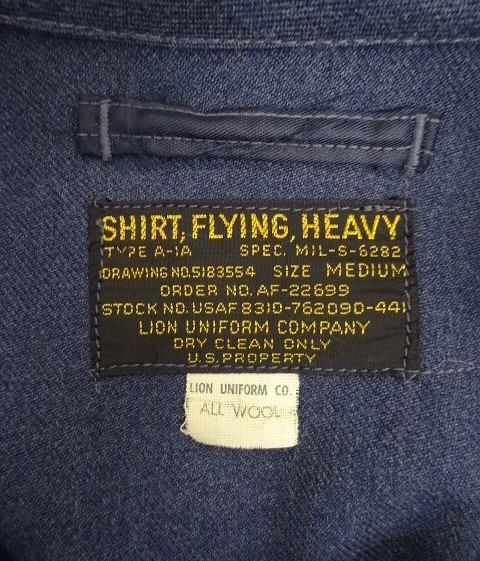 SHIRT, FLYING, HEAVY
TYPE A-1A SPEC. MIL-S-6282
DRAWING NO. 5183554 SIZE MEDIUM
ORDER NO. AF-22699
STOCK NO. USAF 8310-762090-441
LION UNIFORM COMPANY
DRY CLEAN ONLY
U.S. PROPERTY
LION UNIFORM CO.
ALL WOOL